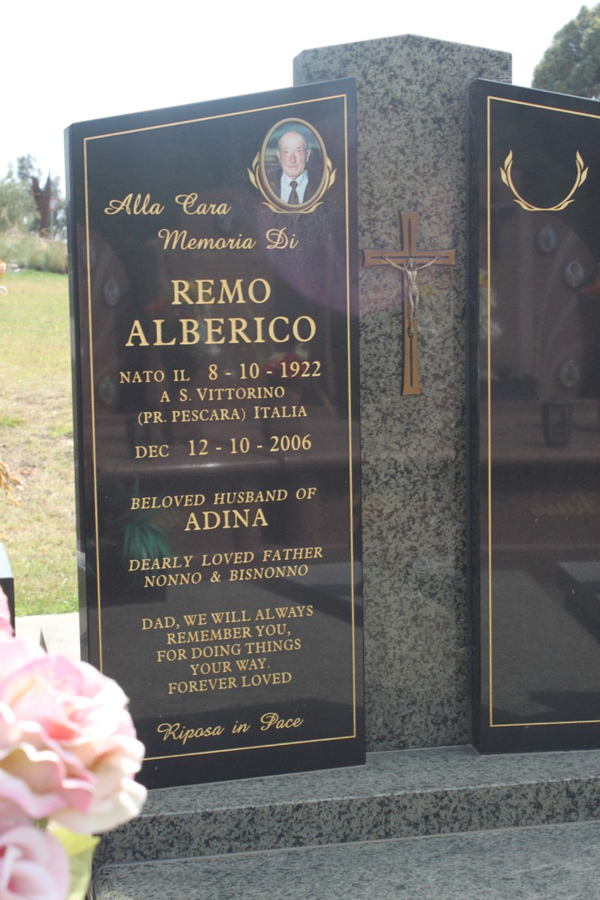 Alla Cara
Memoria Di
REMO
ALBERICO
NATO IL 8-10-1922
A S. VITTORINO
(PR. PESCARA) ITALIA
DEC 12-10-2006
BELOVED HUSBAND OF
ADINA
DEARLY LOVED FATHER
NONNO & BISNONNO
DAD, WE WILL ALWAYS
REMEMBER YOU,
FOR DOING THINGS
YOUR WAY.
FOREVER LOVED
Riposa in Pace